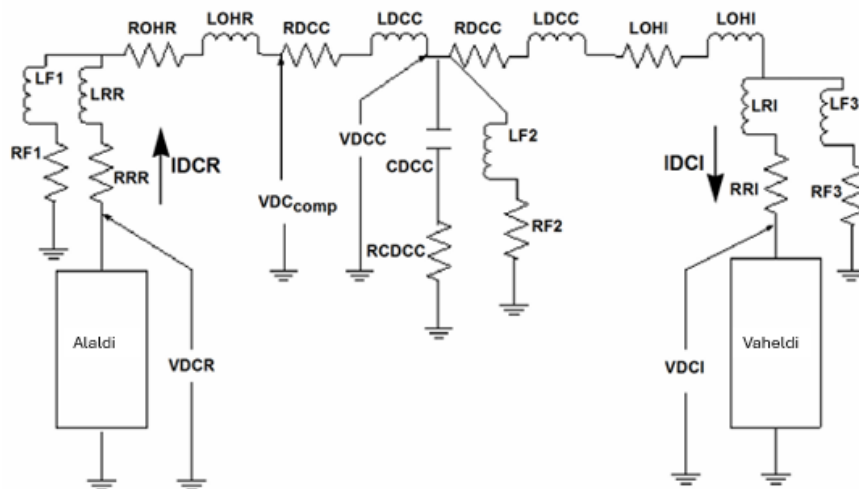 ROHR
LOHR
RDCC
LDCC
RDCC
LDCC
LOHI
LOHI
LF1
LRR
RF1
RRR
IDCR
VDCcomp
VDCC
CDCC
RCDCC
LF2
RF2
IDCI
LRI
LF3
RRI
RF3
Alaldi
VDCR
VDCI
Vaheldi